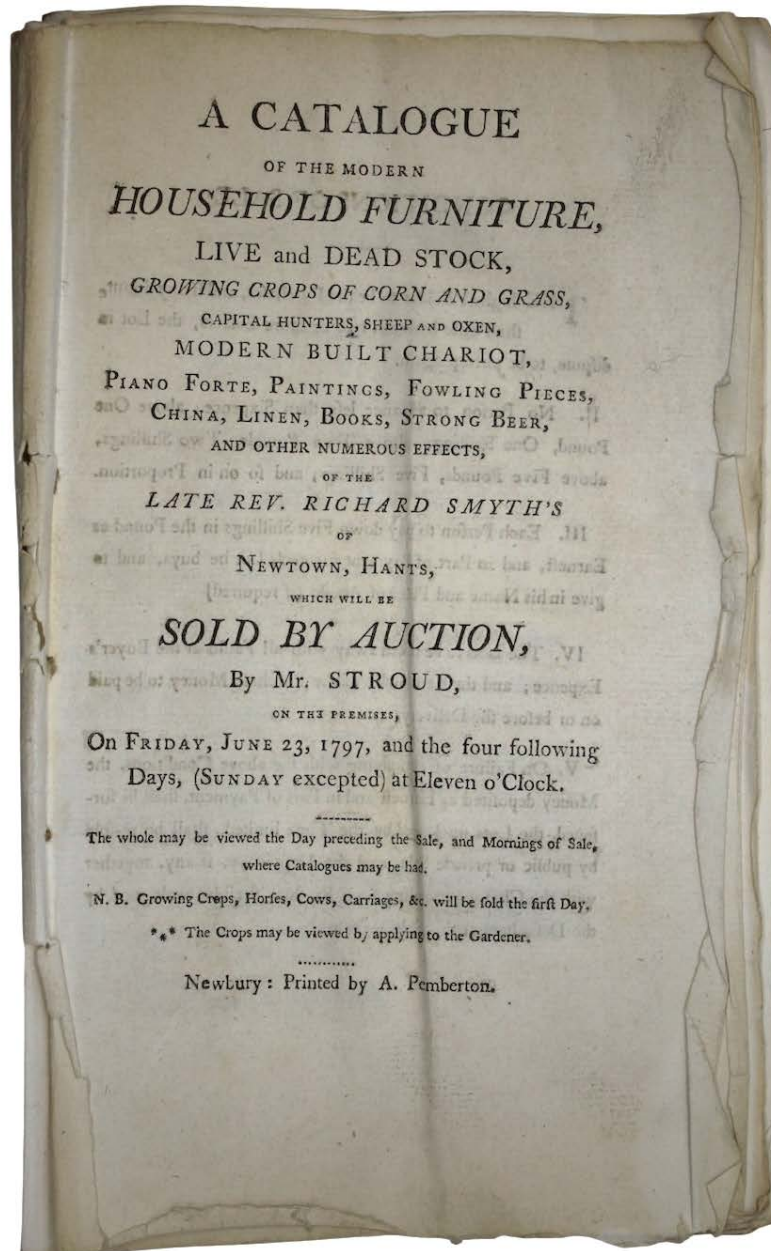 A CATALOGUE
OF THE MODERN
HOUSEHOLD FURNITURE,
LIVE and DEAD STOCK,
GROWING CROPS OF CORN AND GRASS,
CAPITAL HUNTERS, SHEEP AND OXEN,
MODERN BUILT CHARIOT,
PIANO FORTE, PAINTINGS, FOWLING PIECES,
CHINA, LINEN, BOOKS, STRONG BEER,
AND OTHER NUMEROUS EFFECTS,
OF THE
LATE REV. RICHARD SMYTH'S
OF
NEWTOWN, HANTS,
WHICH WILL BE
SOLD BY AUCTION,
By Mr. STROUD,
ON THE PREMISES,
On FRIDAY, JUNE 23, 1797, and the four following
Days, (SUNDAY excepted) at Eleven o'Clock.
The whole may be viewed the Day preceding the Sale, and Mornings of Sale,
where Catalogues may be had.
N. B. Growing Crops, Horſes, Cows, Carriages, &c. will be ſold the firſt Day.
*** The Crops may be viewed by applying to the Gardener.
Newbury: Printed by A. Pemberton.